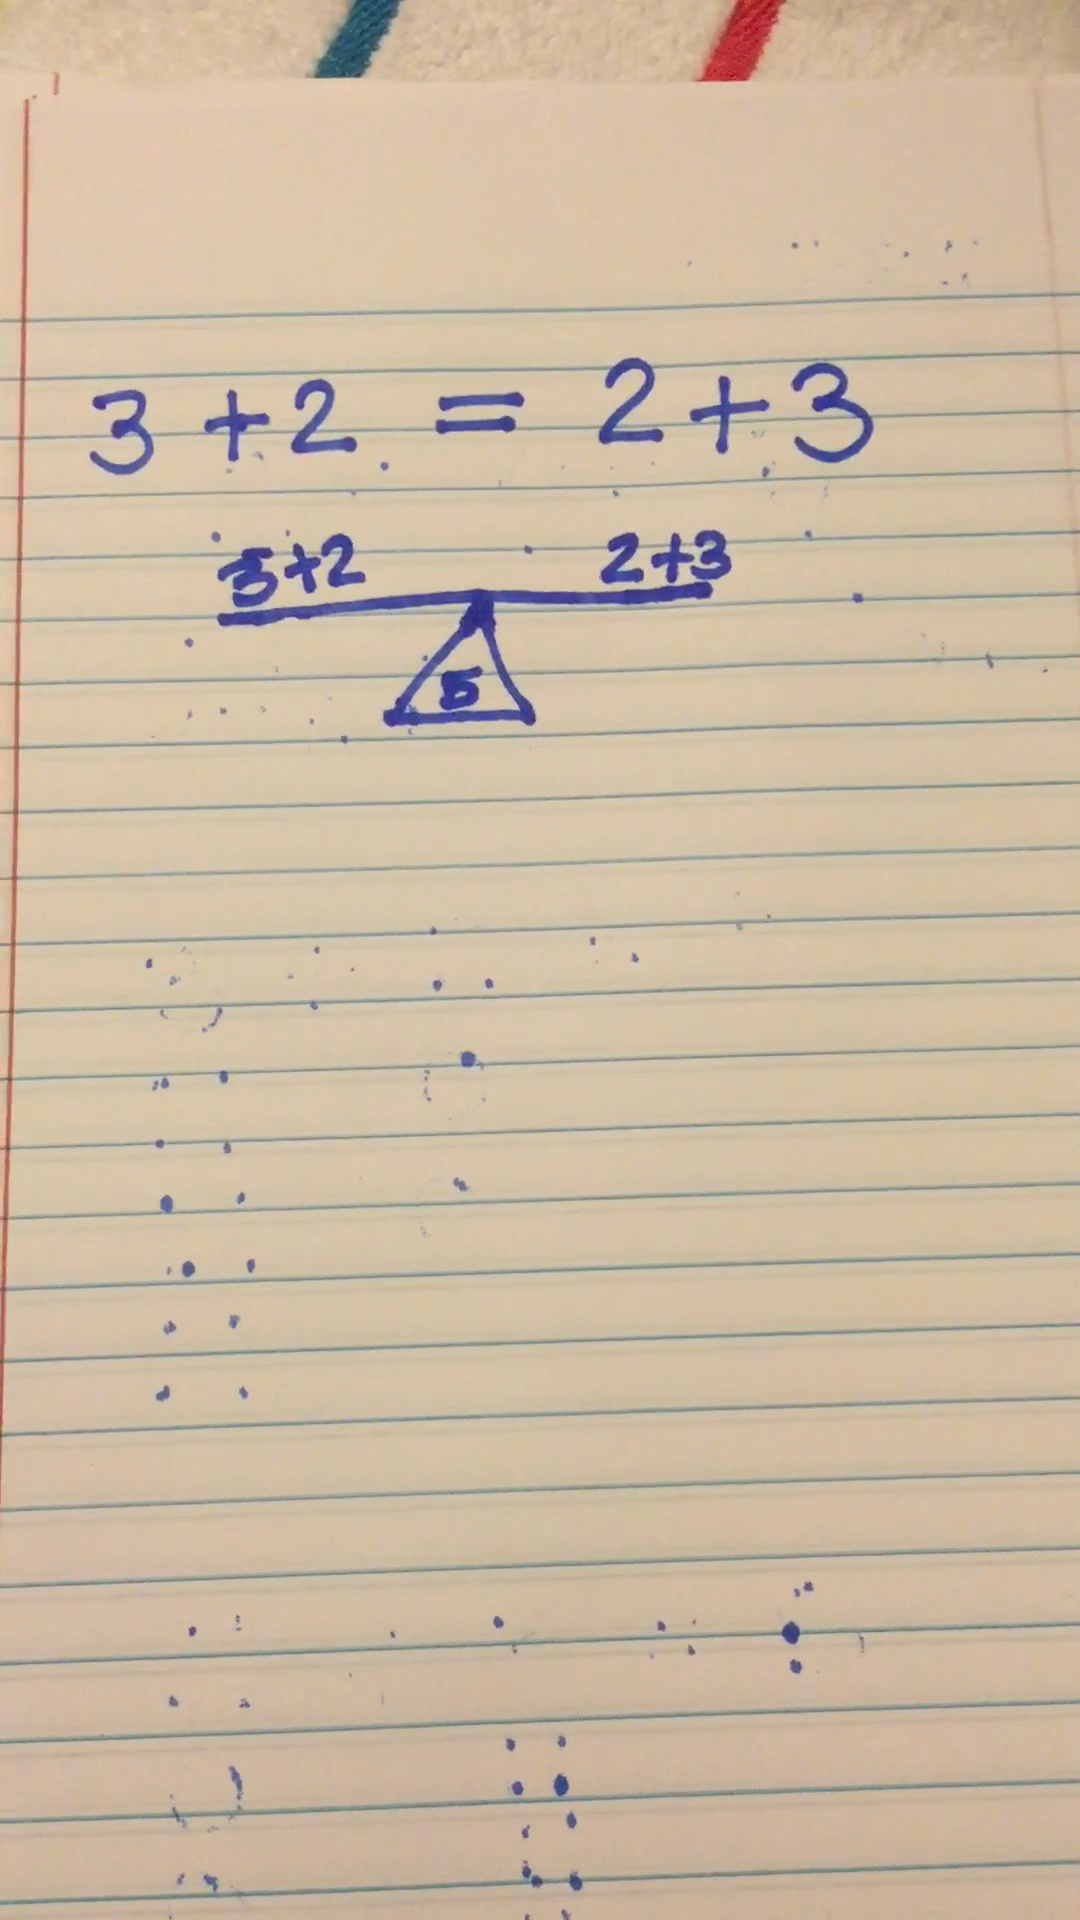 3 + 2 = 2 + 3
3+2 2+3
5